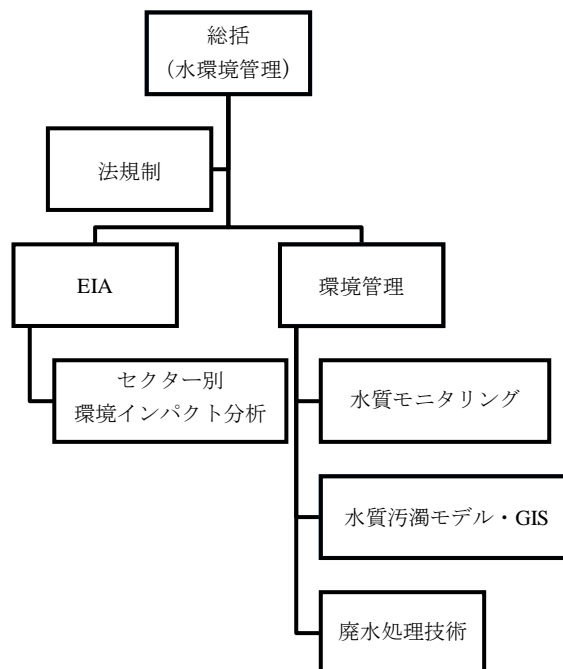 総括
（水環境管理）
法規制
EIA
環境管理
セクター別
環境インパクト分析
水質モニタリング
水質汚濁モデル・GIS
廃水処理技術